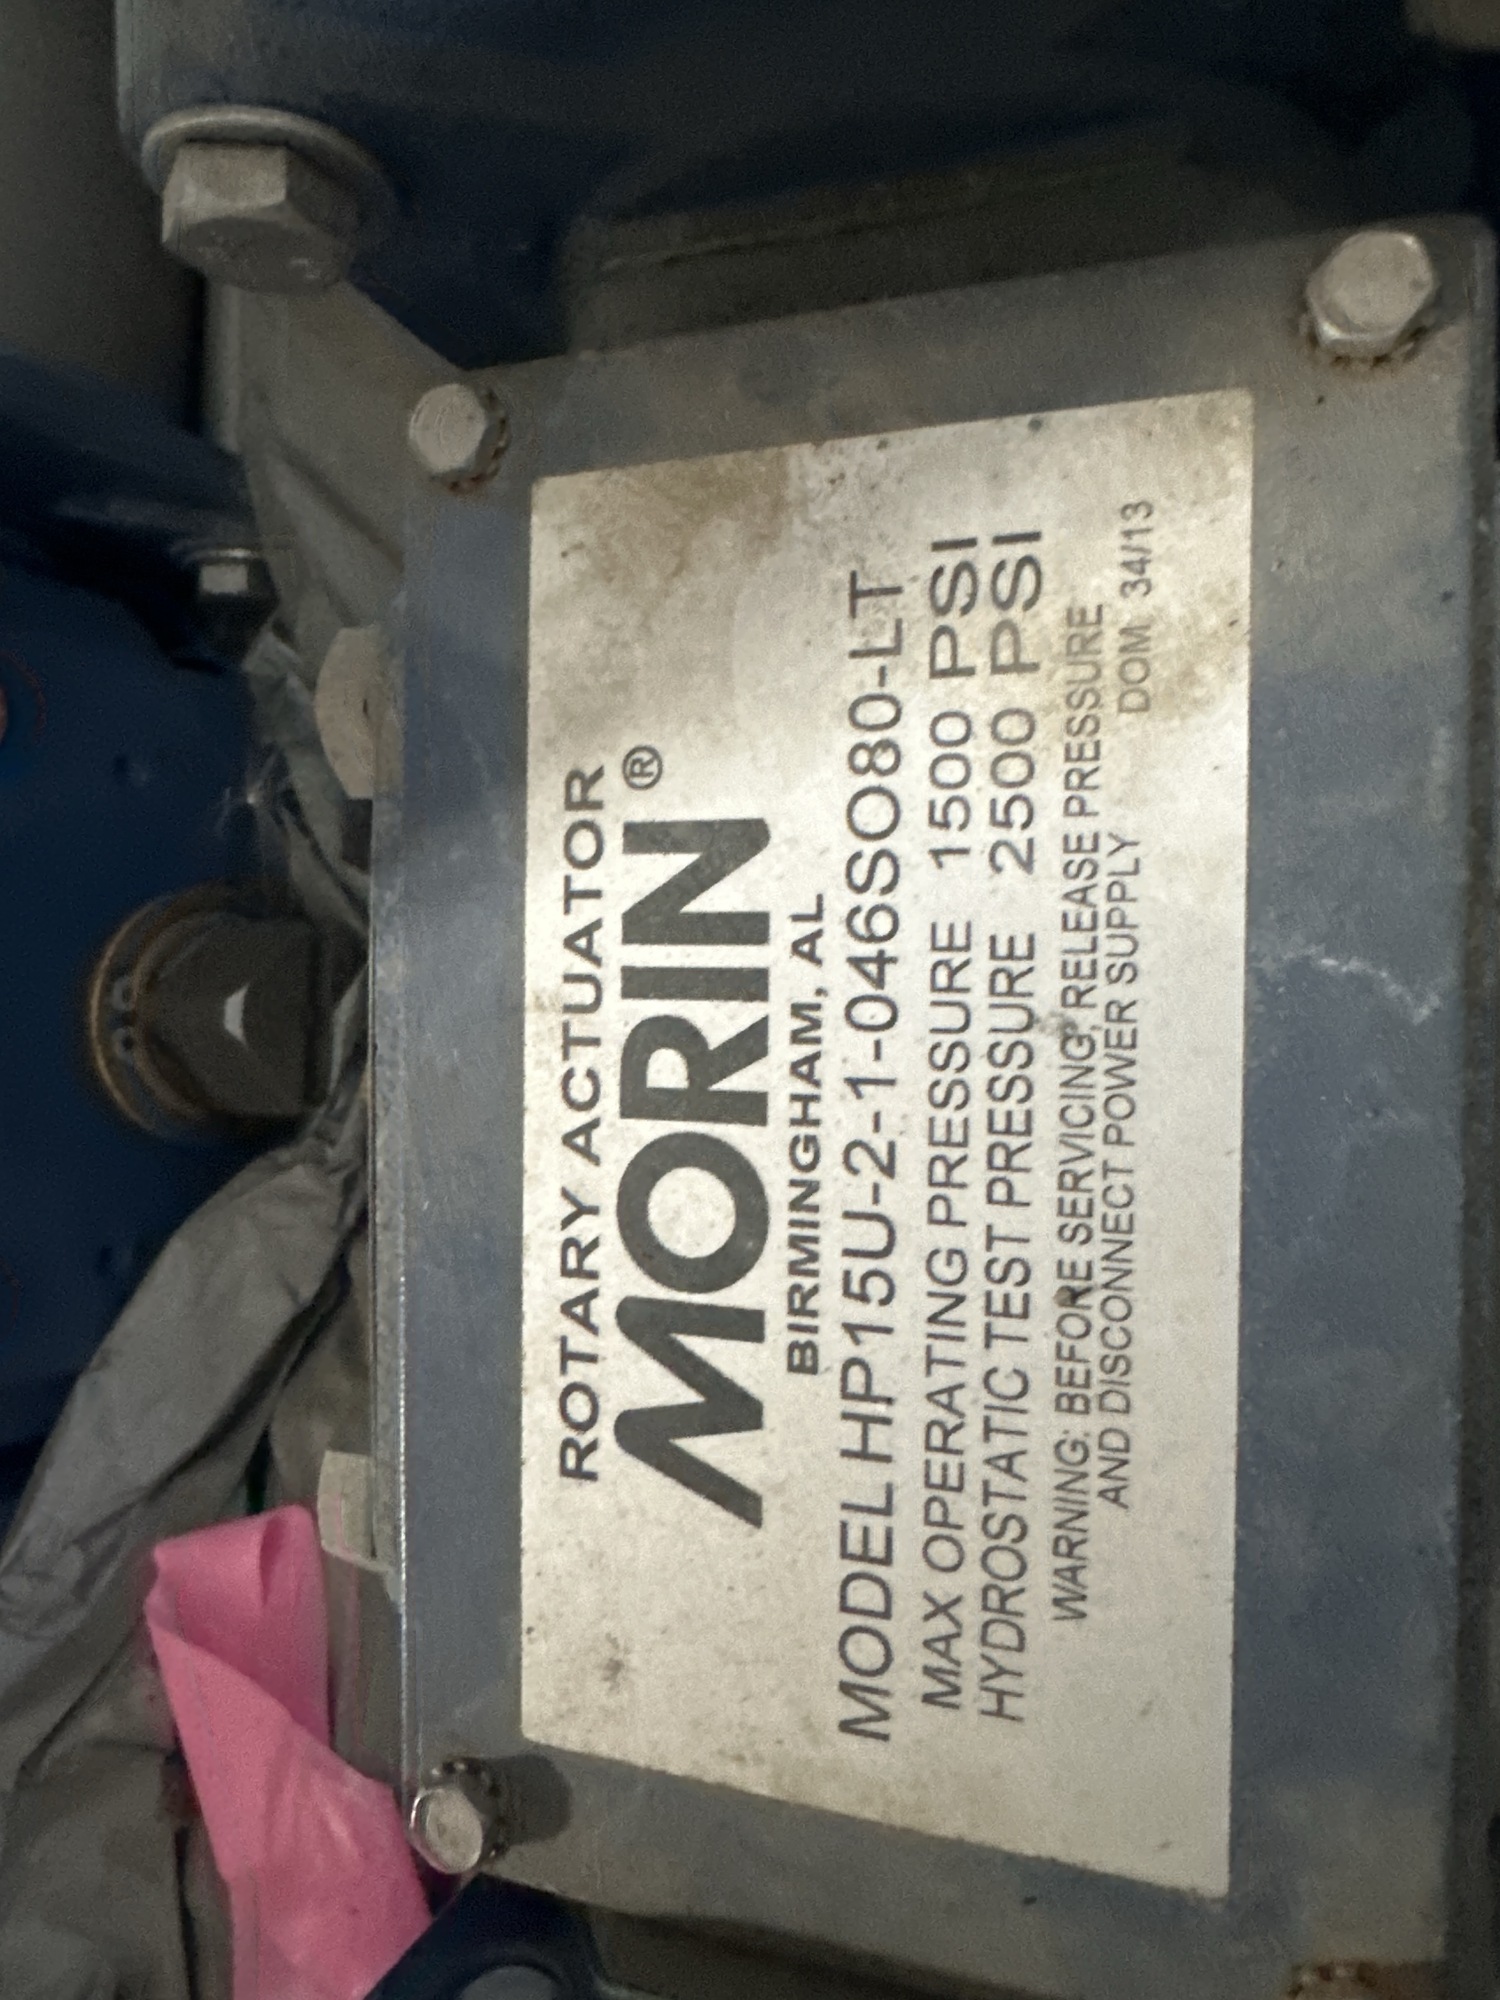 ROTARY ACTUATOR
MORIN®
BIRMINGHAM, AL
MODEL HP15U-2-1-046SO80-LT
MAX OPERATING PRESSURE 1500 PSI
HYDROSTATIC TEST PRESSURE 2500 PSI
WARNING: BEFORE SERVICING, RELEASE PRESSURE
AND DISCONNECT POWER SUPPLY DOM 34/13